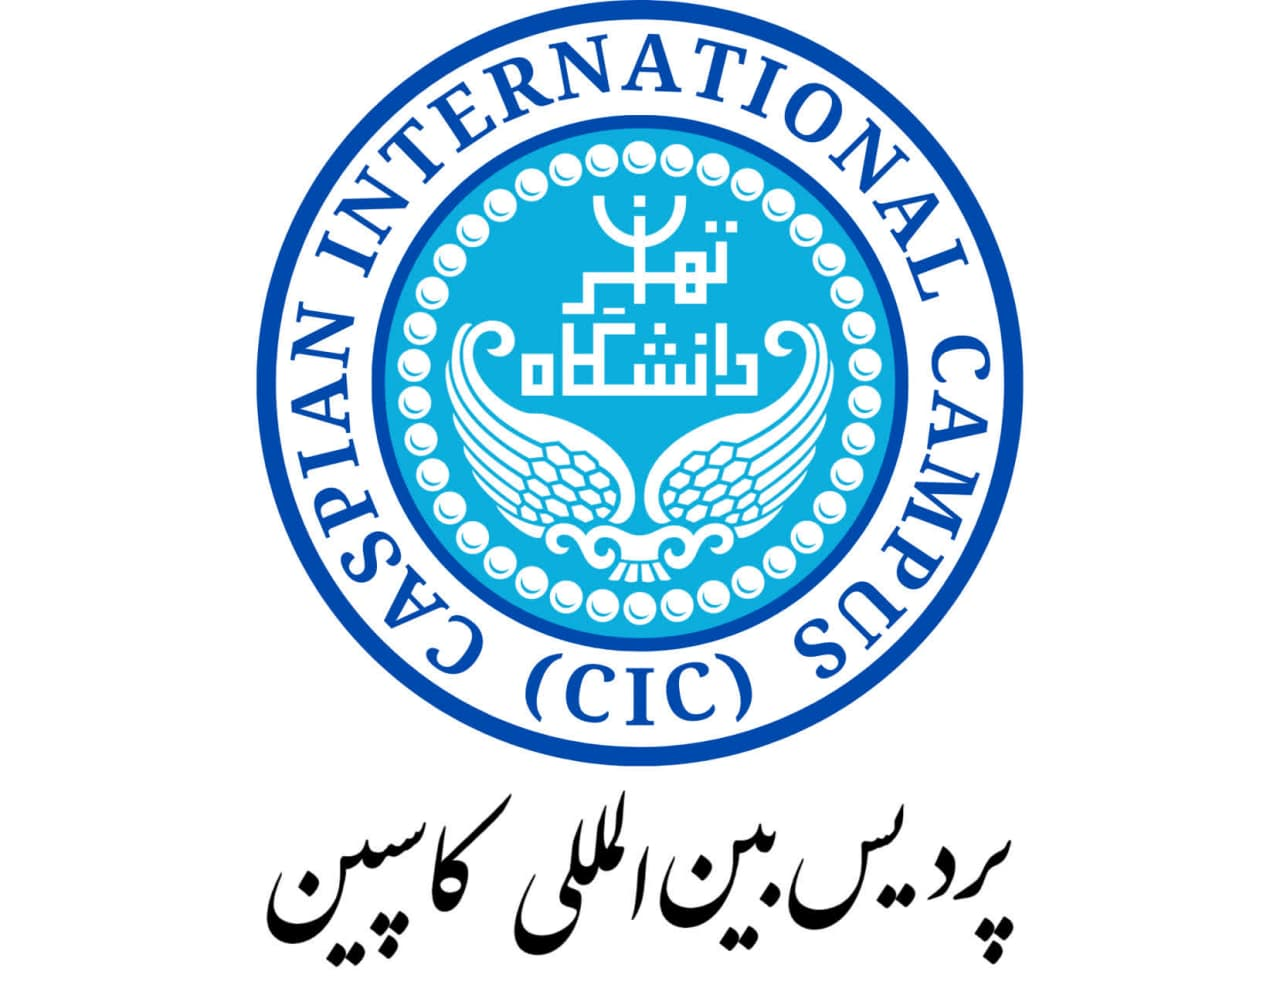 CASPIAN INTERNATIONAL CAMPUS
(CIC)
تهران
دانشگاه
پردیس بین المللی کاسپین